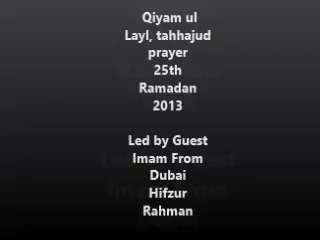 Qiyam ul
Layl, tahhajud
prayer
25th
Ramadan
2013
Led by Guest
Imam From
Dubai
Hifzur
Rahman